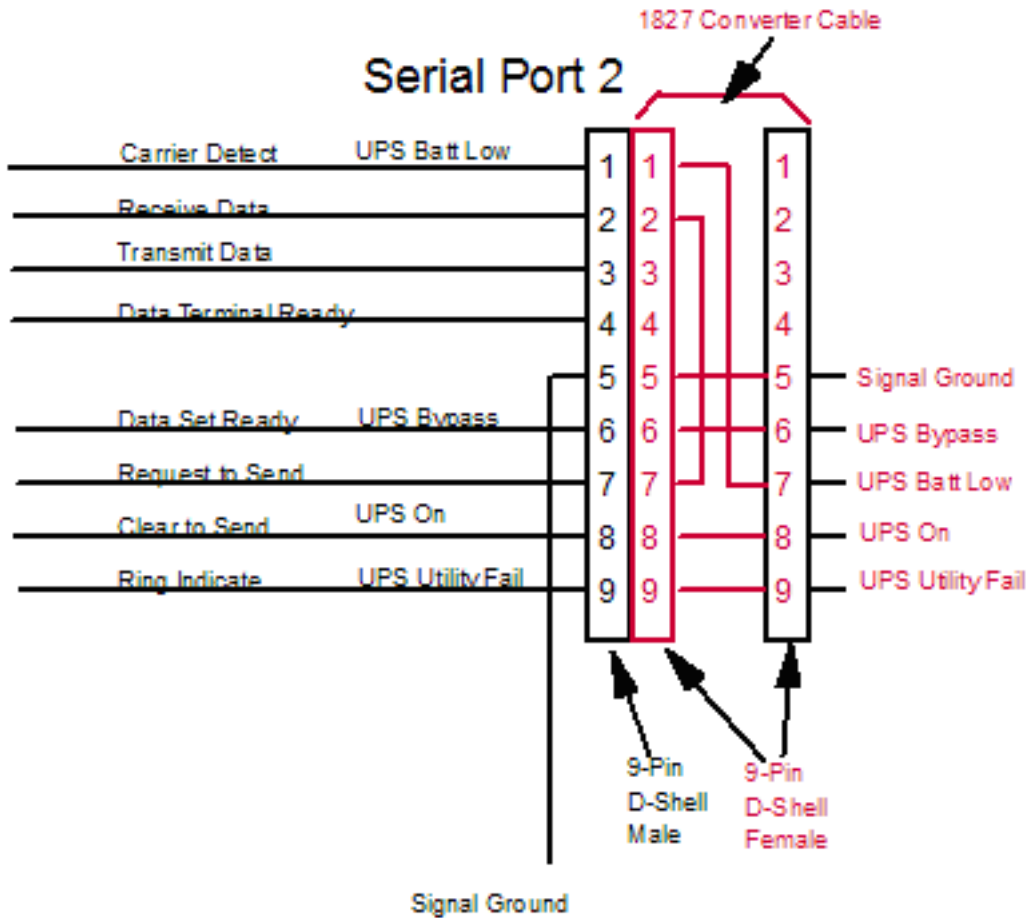 1827 Converter Cable
Serial Port 2
Carrier Detect UPS Batt Low 1 1 1
Receive Data 2 2 2
Transmit Data 3 3 3
Data Terminal Ready 4 4 4
5 5 5 Signal Ground
Data Set Ready UPS Bypass 6 6 6 UPS Bypass
Request to Send 7 7 7 UPS Batt Low
Clear to Send UPS On 8 8 8 UPS On
Ring Indicate UPS Utility Fail 9 9 9 UPS Utility Fail
9-Pin
D-Shell
Male
9-Pin
D-Shell
Female
Signal Ground